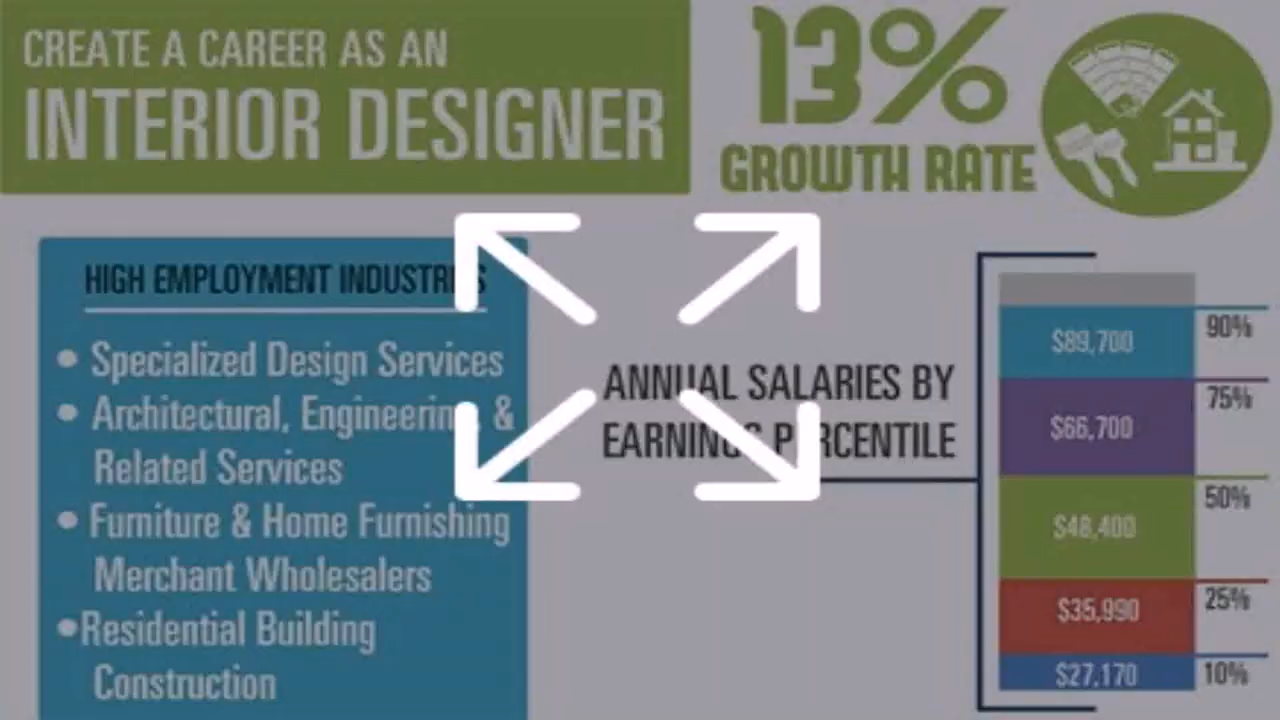 CREATE A CAREER AS AN
INTERIOR DESIGNER
13%
GROWTH RATE
HIGH EMPLOYMENT INDUSTRIES
• Specialized Design Services
• Architectural, Engineering &
Related Services
• Furniture & Home Furnishing
Merchant Wholesalers
•Residential Building
Construction
ANNUAL SALARIES BY
EARNINGS PERCENTILE
$89,700 90%
$66,700 75%
$48,400 50%
$35,990 25%
$27,170 10%